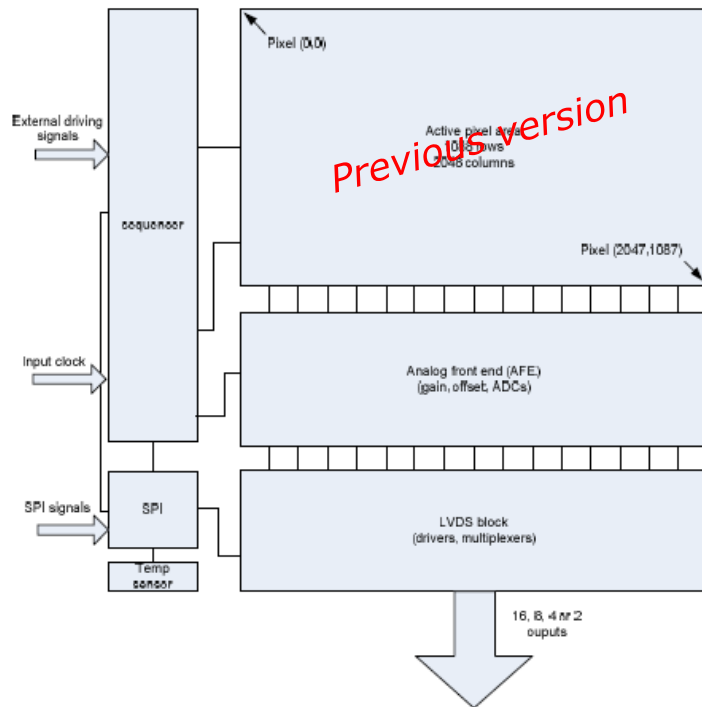 Pixel (0,0)
External driving
signals
Active pixel area
1088 rows
2048 columns
Previous version
sequencer
Pixel (2047,1087)
Input clock
Analog front end (AFE)
(gain, offset, ADCs)
SPI signals
SPI
LVDS block
(drivers, multiplexers)
Temp
sensor
16, 8, 4 or 2
ouputs